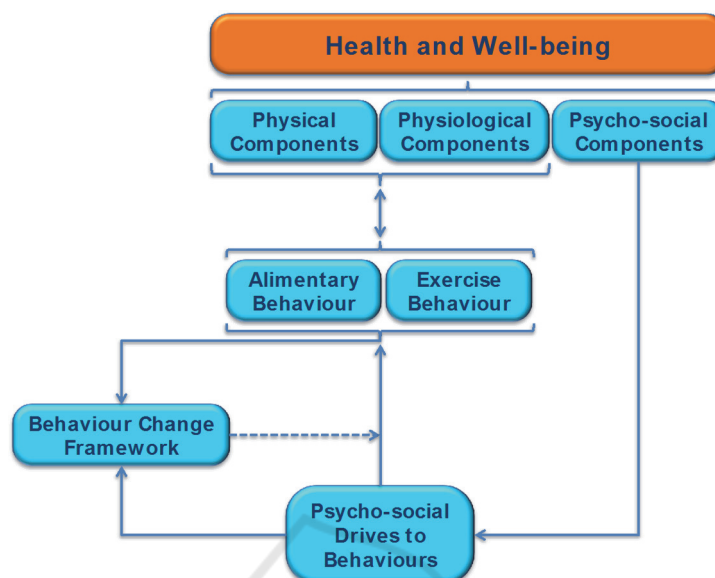 Health and Well-being
Physical
Components
Physiological
Components
Psycho-social
Components
Alimentary
Behaviour
Exercise
Behaviour
Behaviour Change
Framework
Psycho-social
Drives to
Behaviours